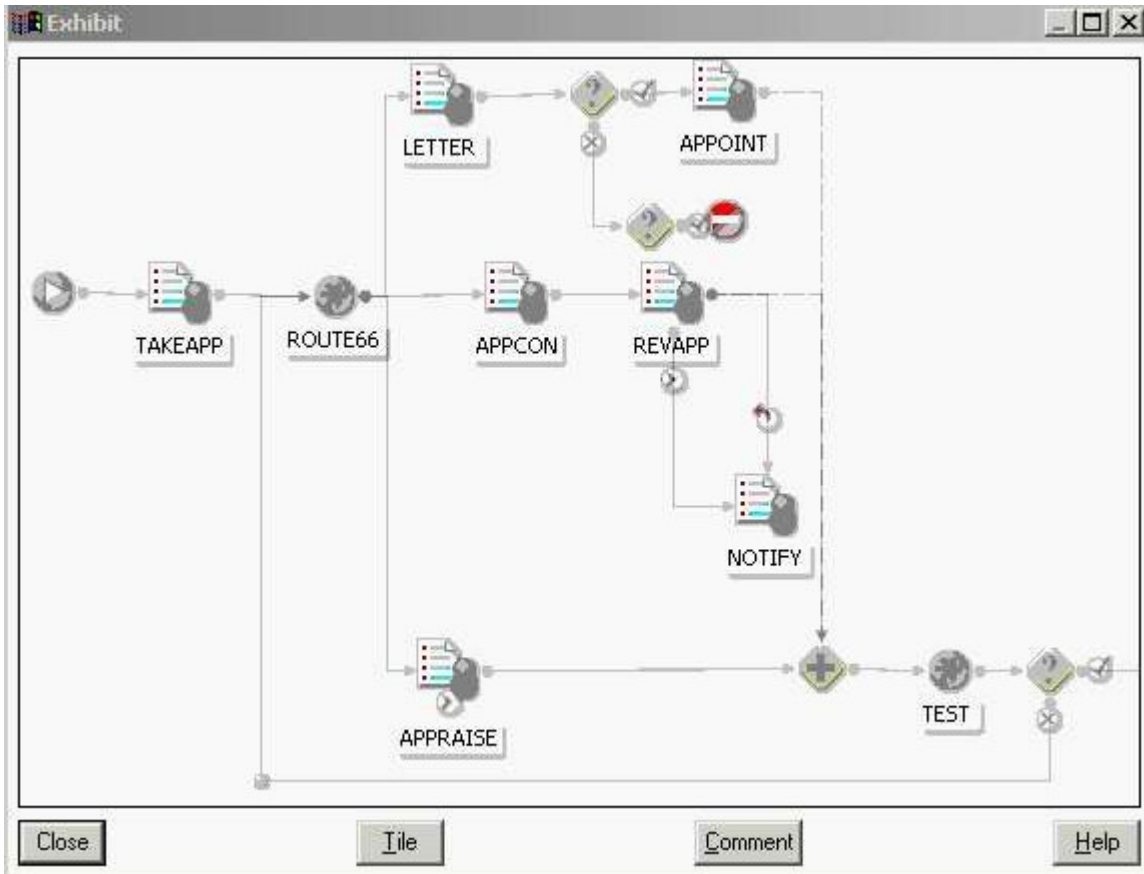 Exhibit
LETTER
APPOINT
TAKEAPP
ROUTE66
APPCON
REVAPP
NOTIFY
APPRAISE
TEST
Close
Tile
Comment
Help